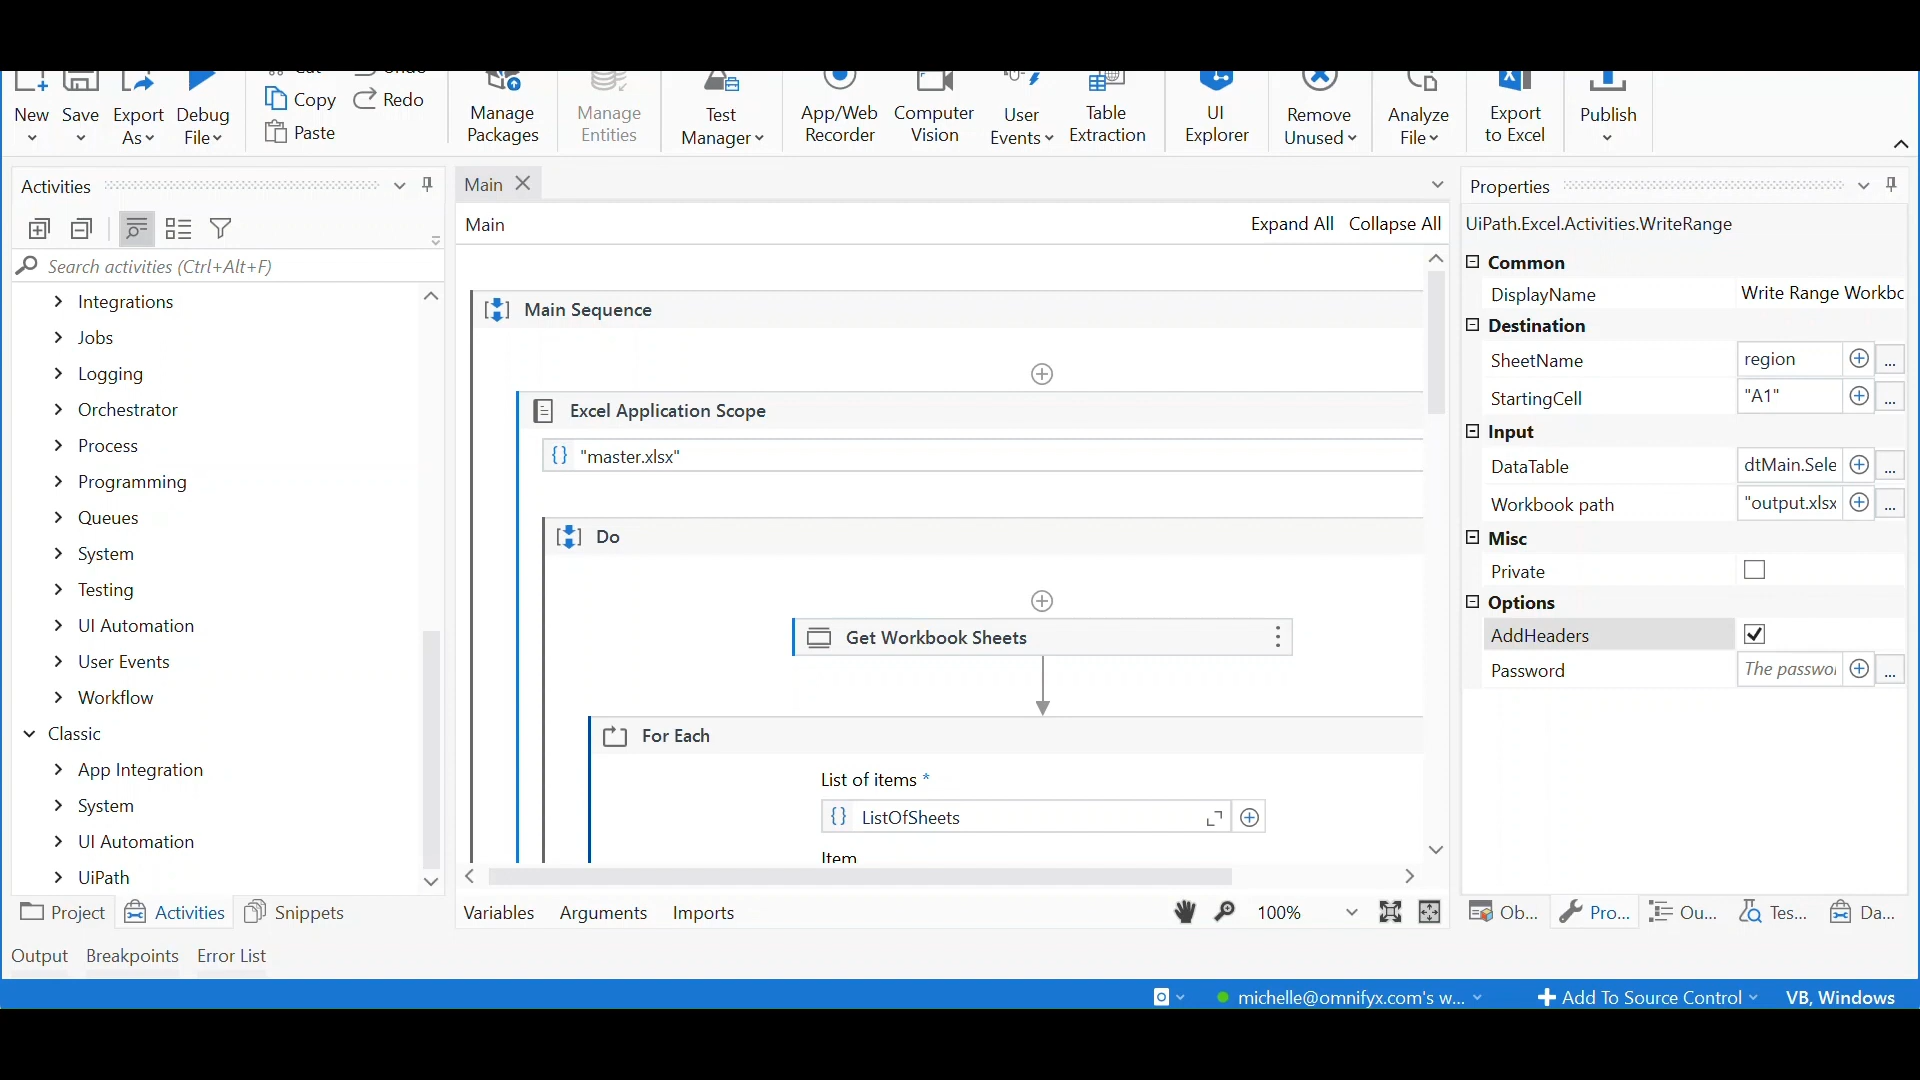 Cut
Undo
Copy
Redo
Paste
New
Save
Export As
Debug File
Manage Packages
Manage Entities
Test Manager
App/Web Recorder
Computer Vision
User Events
Table Extraction
UI Explorer
Remove Unused
Analyze File
Export to Excel
Publish
Activities
Search activities (Ctrl+Alt+F)
Integrations
Jobs
Logging
Orchestrator
Process
Programming
Queues
System
Testing
UI Automation
User Events
Workflow
Classic
App Integration
System
UI Automation
UiPath
Project
Activities
Snippets
Main
Main
Expand All
Collapse All
Main Sequence
Excel Application Scope
"master.xlsx"
Do
Get Workbook Sheets
For Each
List of items *
ListOfSheets
Item
Variables
Arguments
Imports
100%
Properties
UiPath.Excel.Activities.WriteRange
Common
DisplayName
Write Range Workbo
Destination
SheetName
region
StartingCell
"A1"
Input
DataTable
dtMain.Sele
Workbook path
"output.xlsx
Misc
Private
Options
AddHeaders
Password
The passwor
Ob...
Pro...
Ou...
Tes...
Da...
Output
Breakpoints
Error List
michelle@omnifyx.com's w...
Add To Source Control
VB, Windows